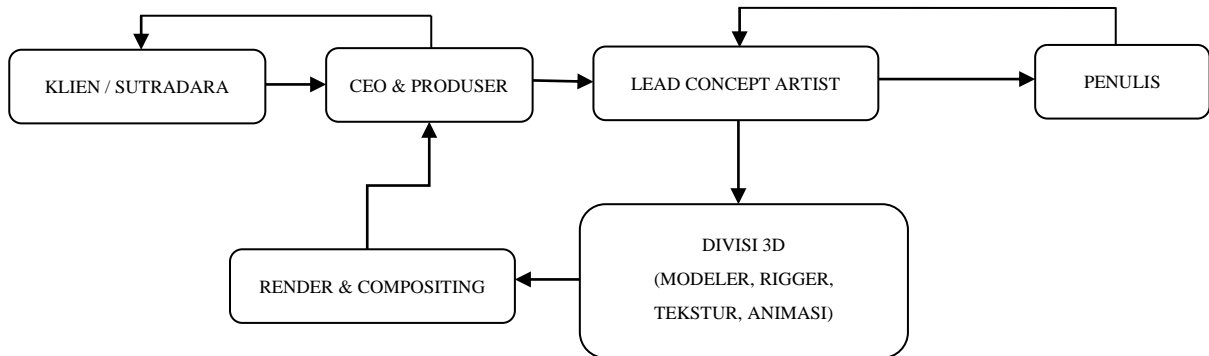 KLIEN / SUTRADARA
CEO & PRODUSER
LEAD CONCEPT ARTIST
PENULIS
DIVISI 3D
(MODELER, RIGGER,
TEKSTUR, ANIMASI)
RENDER & COMPOSITING